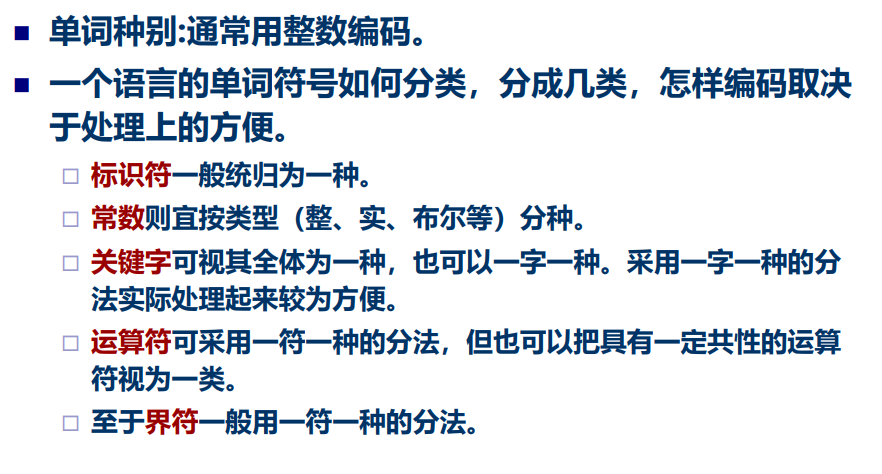 单词种别:通常用整数编码。
一个语言的单词符号如何分类，分成几类，怎样编码取决
于处理上的方便。
标识符一般统归为一种。
常数则宜按类型（整、实、布尔等）分种。
关键字可视其全体为一种，也可以一字一种。采用一字一种的分
法实际处理起来较为方便。
运算符可采用一符一种的分法，但也可以把具有一定共性的运算
符视为一类。
至于界符一般用一符一种的分法。